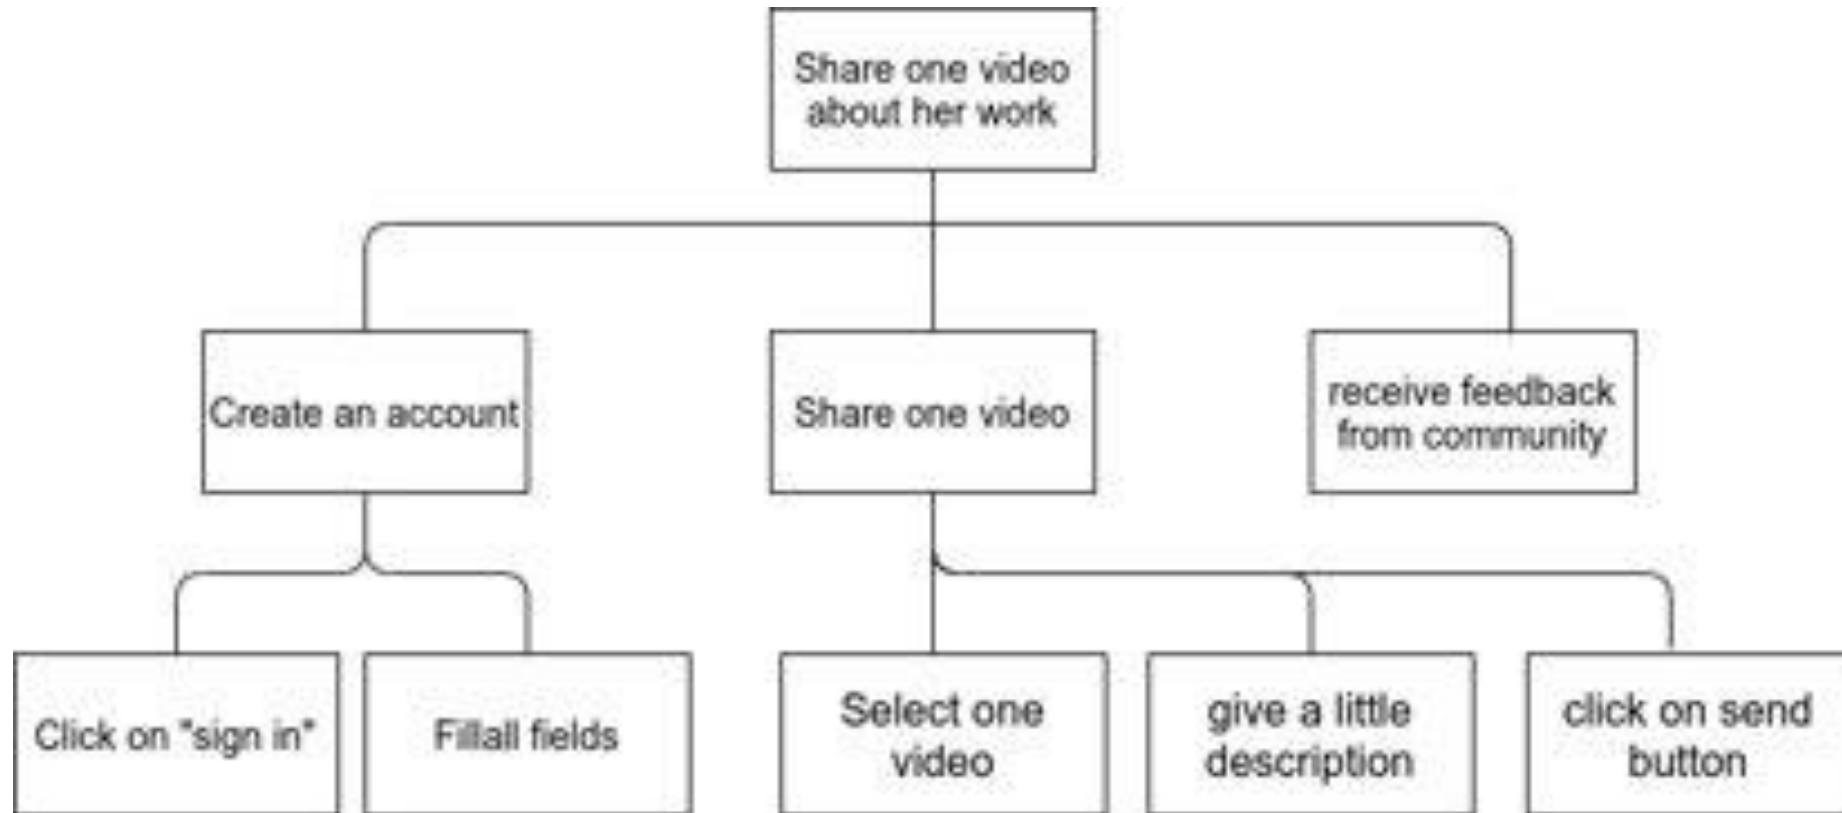 Share one video
about her work
Create an account
Share one video
receive feedback
from community
Click on "sign in"
Fillall fields
Select one
video
give a little
description
click on send
button